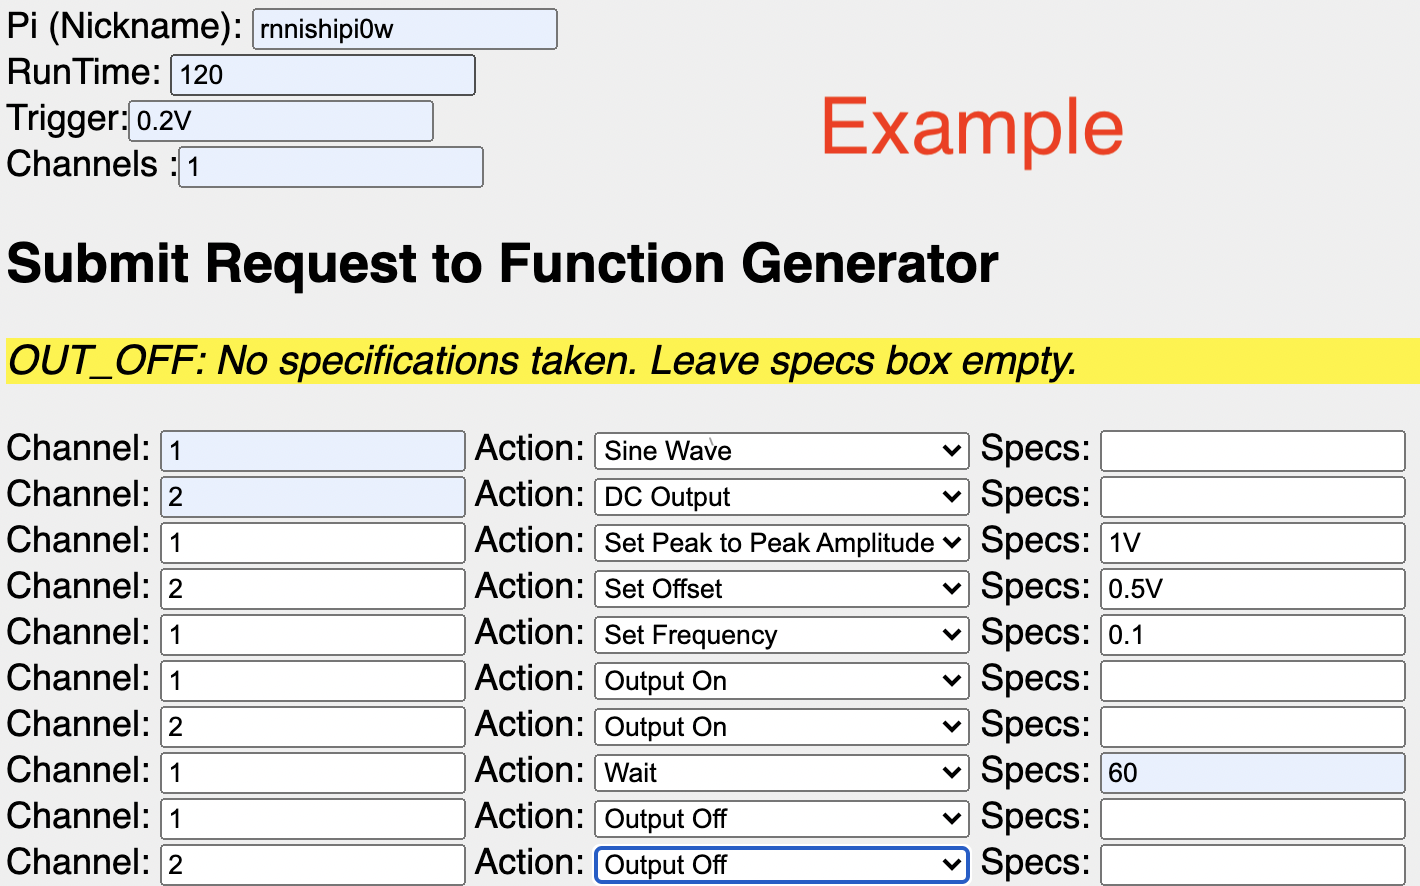 Pi (Nickname): rnnishipi0w
RunTime: 120
Trigger: 0.2V
Channels : 1
Example
Submit Request to Function Generator
OUT_OFF: No specifications taken. Leave specs box empty.
Channel: 1 Action: Sine Wave Specs:
Channel: 2 Action: DC Output Specs:
Channel: 1 Action: Set Peak to Peak Amplitude Specs: 1V
Channel: 2 Action: Set Offset Specs: 0.5V
Channel: 1 Action: Set Frequency Specs: 0.1
Channel: 1 Action: Output On Specs:
Channel: 2 Action: Output On Specs:
Channel: 1 Action: Wait Specs: 60
Channel: 1 Action: Output Off Specs:
Channel: 2 Action: Output Off Specs: